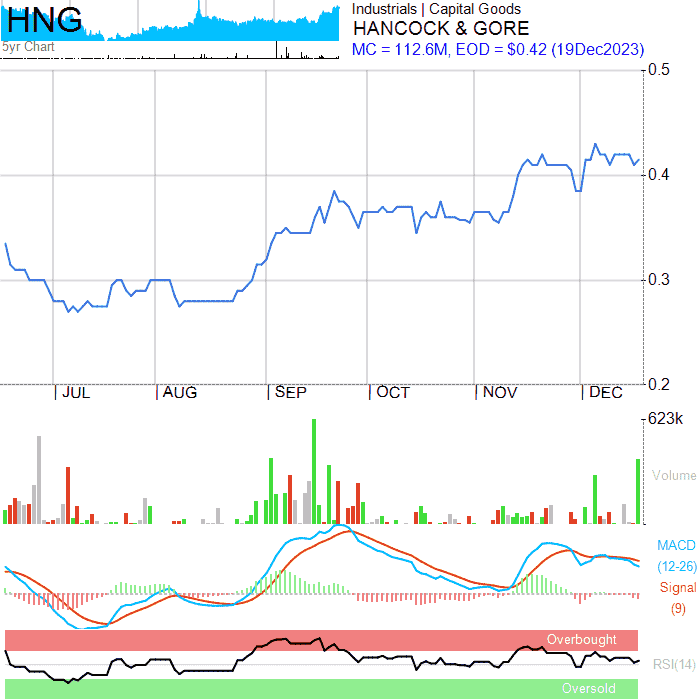 HNG
5yr Chart
Industrials | Capital Goods
HANCOCK & GORE
MC = 112.6M, EOD = $0.42 (19Dec2023)
0.5
0.4
0.3
0.2
JUL AUG SEP OCT NOV DEC
623k
Volume
MACD
(12-26)
Signal
(9)
Overbought
RSI(14)
Oversold